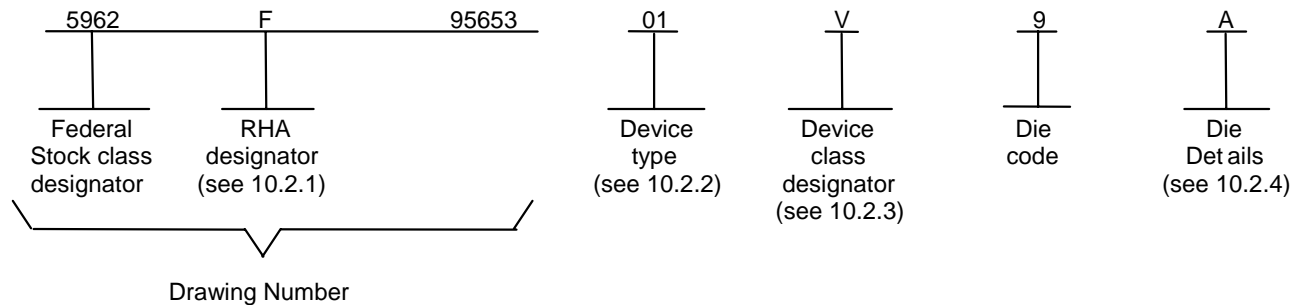 5962 F 95653 01 V 9 A
Federal Stock class designator
RHA designator (see 10.2.1)
Device type (see 10.2.2)
Device class designator (see 10.2.3)
Die code
Die Det ails (see 10.2.4)
Drawing Number